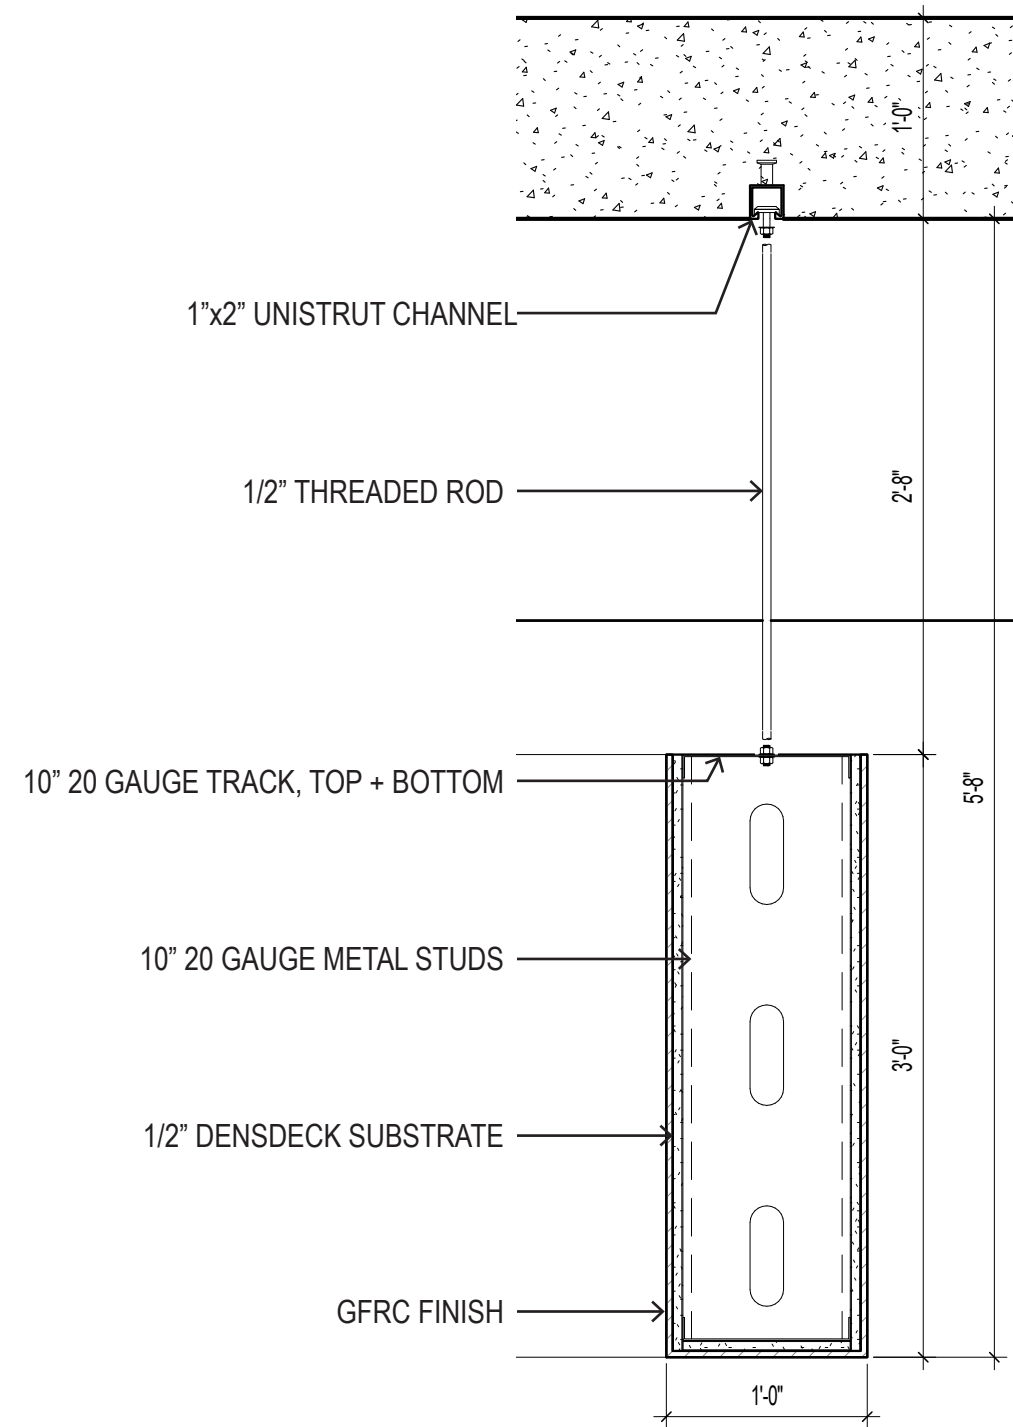 1'-0"
1”x2” UNISTRUT CHANNEL
1/2” THREADED ROD
2'-8"
10” 20 GAUGE TRACK, TOP + BOTTOM
5'-8"
10” 20 GAUGE METAL STUDS
3'-0"
1/2” DENSDECK SUBSTRATE
GFRC FINISH
1'-0"